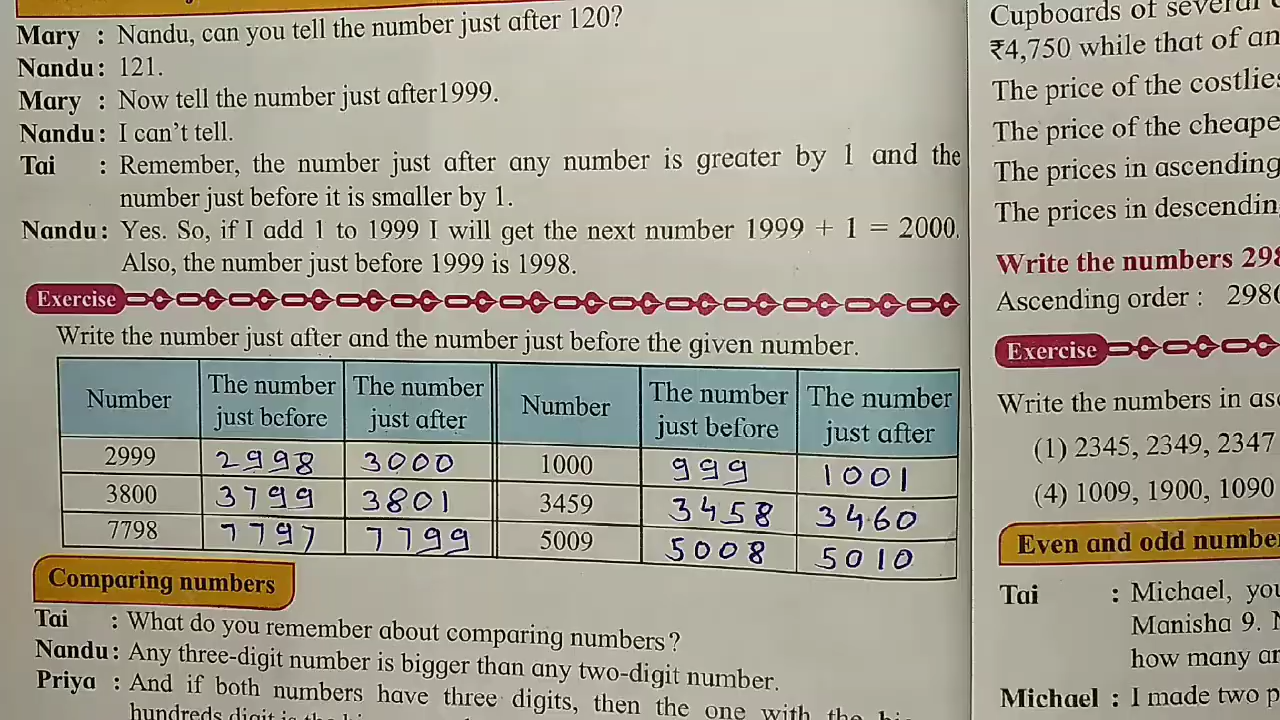 Mary : Nandu, can you tell the number just after 120?
Nandu : 121.
Mary : Now tell the number just after1999.
Nandu : I can't tell.
Tai : Remember, the number just after any number is greater by 1 and the
number just before it is smaller by 1.
Nandu : Yes. So, if I add 1 to 1999 I will get the next number 1999 + 1 = 2000.
Also, the number just before 1999 is 1998.
Exercise
Write the number just after and the number just before the given number.
Number The number just before The number just after Number The number just before The number just after
2999 2998 3000 1000 999 1001
3800 3799 3801 3459 3458 3460
7798 7797 7799 5009 5008 5010
Comparing numbers
Tai : What do you remember about comparing numbers?
Nandu : Any three-digit number is bigger than any two-digit number.
Priya : And if both numbers have three digits, then the one with the
hundreds digit is the
Cupboards of several
₹4,750 while that of an
The price of the
The price of the
The prices in ascending
The prices in
Write the numbers
Ascending order :
Exercise
Write the numbers in
(1) 2345, 2349, 2347
(4) 1009, 1900, 1090
Even and odd
Tai : Michael, you
Manisha 9.
how many
Michael : I made two